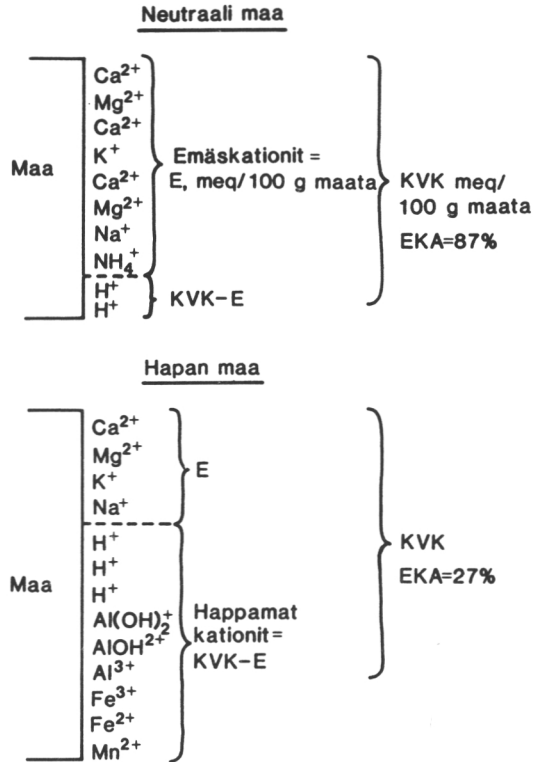 Neutraali maa
Maa
Ca²⁺
Mg²⁺
Ca²⁺
K⁺
Ca²⁺
Mg²⁺
Na⁺
NH₄⁺
H⁺
H⁺
Emäskationit =
E, meq/100 g maata
KVK-E
KVK meq/
100 g maata
EKA=87%
Hapan maa
Maa
Ca²⁺
Mg²⁺
K⁺
Na⁺
H⁺
H⁺
H⁺
Al(OH)₂⁺
AlOH²⁺
Al³⁺
Fe³⁺
Fe²⁺
Mn²⁺
E
Happamat
kationit=
KVK-E
KVK
EKA=27%